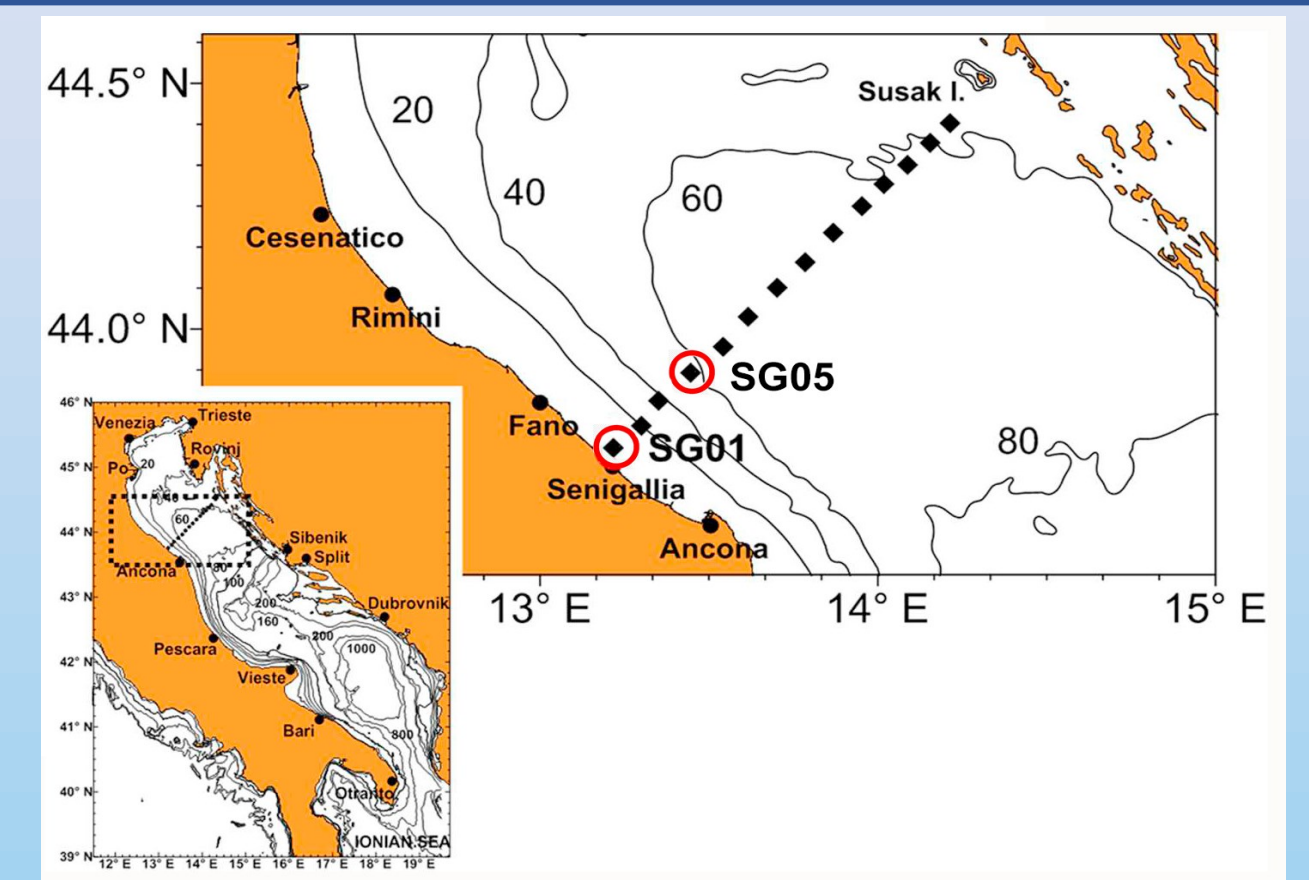 44.5° N
20
Susak I.
40
60
Cesenatico
44.0° N
Rimini
SG05
Fano
SG01
80
Senigallia
Ancona
13° E
14° E
15° E
46° N
Venezia
Trieste
Rovinj
45° N
Po
20
40
60
44° N
Sibenik
Split
Ancona
80
100
43° N
200
Dubrovnik
160
200
Pescara
1000
42° N
Vieste
Bari
41° N
800
40° N
Otranto
IONIAN SEA
39° N
12° E 13° E 14° E 15° E 16° E 17° E 18° E 19° E